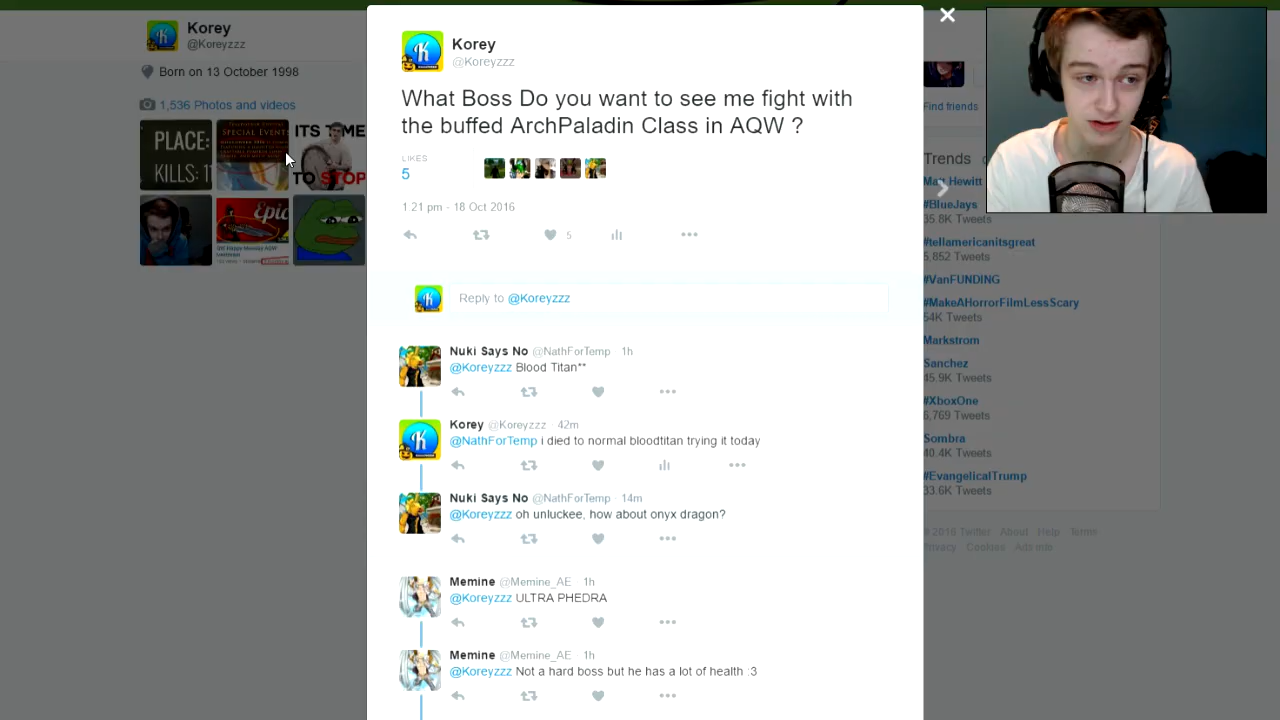 Korey
@Koreyzzz
Born on 13 October 1998
1,536 Photos and videos
PLACE:
KILLS: 1
SPECIAL EVENTS
ITS TIME
TO STOP
Epic
Korey
@Koreyzzz
What Boss Do you want to see me fight with
the buffed ArchPaladin Class in AQW ?
LIKES
5
1:21 pm - 18 Oct 2016
5
Reply to @Koreyzzz
Nuki Says No @NathForTemp · 1h
@Koreyzzz Blood Titan**
Korey @Koreyzzz · 42m
@NathForTemp i died to normal bloodtitan trying it today
Nuki Says No @NathForTemp · 14m
@Koreyzzz oh unluckee, how about onyx dragon?
Memine @Memine_AE · 1h
@Koreyzzz ULTRA PHEDRA
Memine @Memine_AE · 1h
@Koreyzzz Not a hard boss but he has a lot of health :3
Find friends
Trends
Matt Hewitt
#BlueJays
35.8K Tweets
#tellamericanitsgreat
5,852 Tweets
#VanFUNDING
#MakeAHorrorFilmLessScary
54K Tweets
Markstrom
Sanchez
45.9K Tweets
#XboxOne
6,769 Tweets
Sombra
40.4K Tweets
#EvangelicalTrump
33.6K Tweets
© 2016 Twitter About Help Terms
Privacy Cookies Ads info